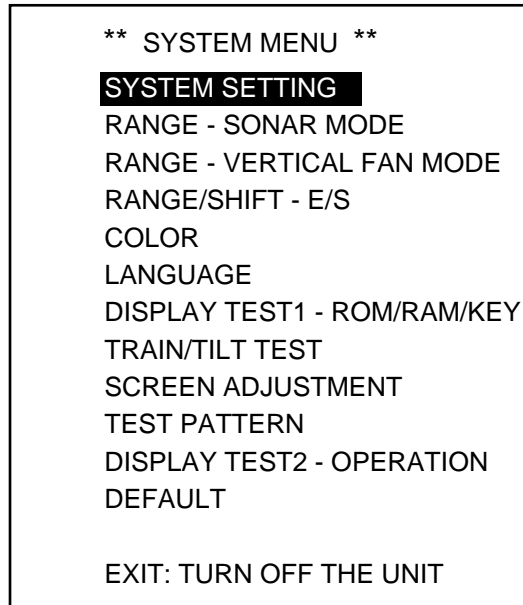 ** SYSTEM MENU **
SYSTEM SETTING
RANGE - SONAR MODE
RANGE - VERTICAL FAN MODE
RANGE/SHIFT - E/S
COLOR
LANGUAGE
DISPLAY TEST1 - ROM/RAM/KEY
TRAIN/TILT TEST
SCREEN ADJUSTMENT
TEST PATTERN
DISPLAY TEST2 - OPERATION
DEFAULT
EXIT: TURN OFF THE UNIT